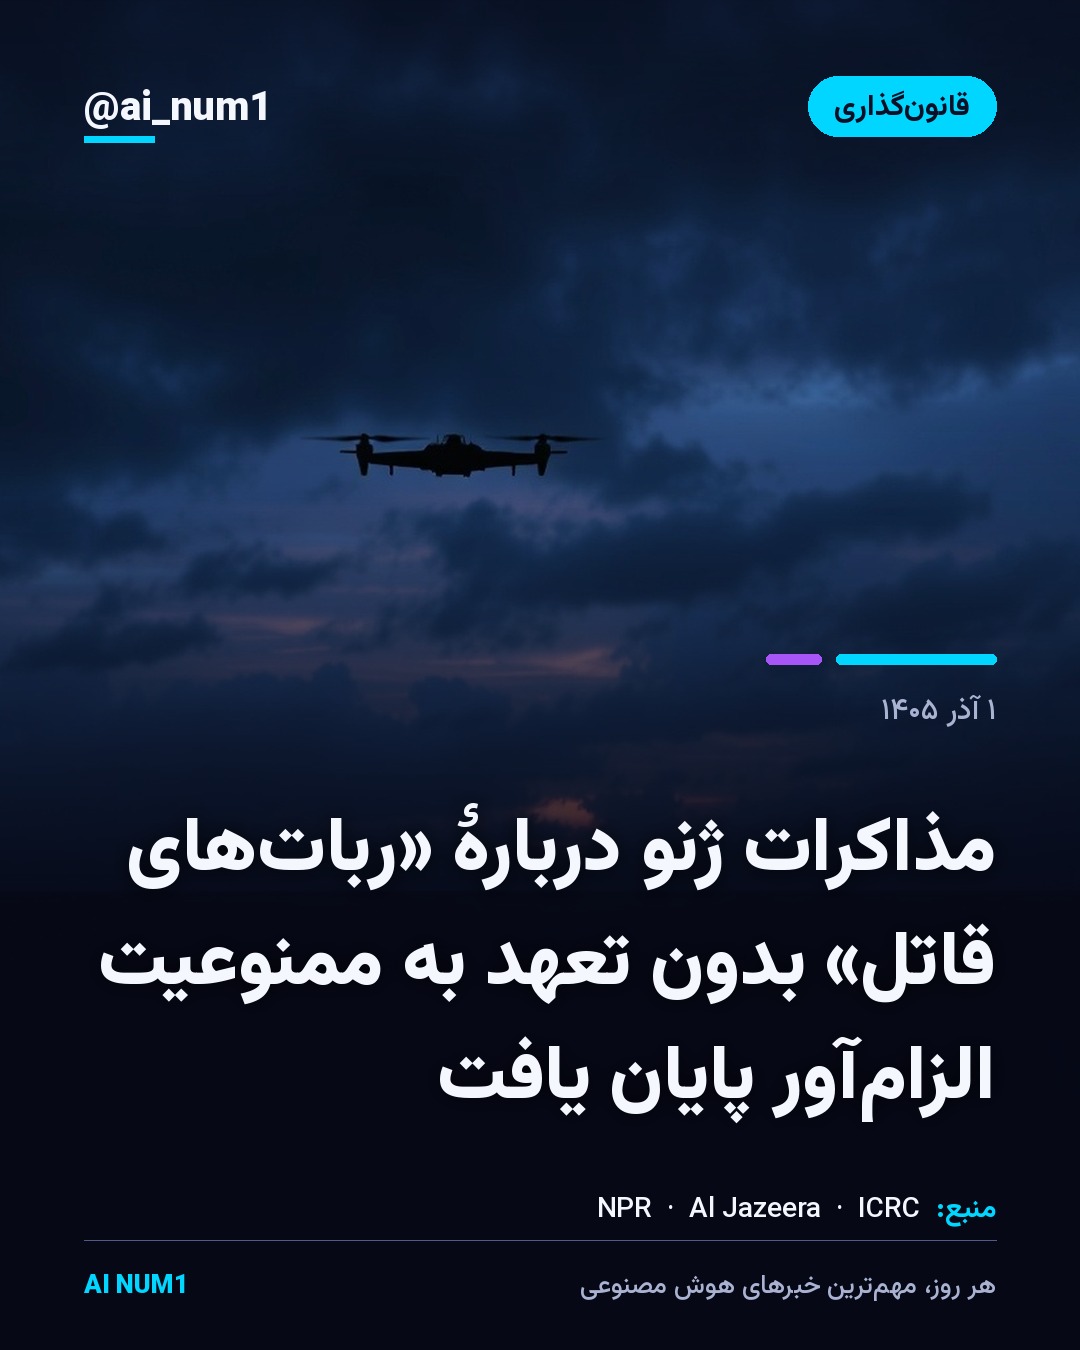 @ai_num1
قانون‌گذاری
۱ آذر ۱۴۰۵
مذاکرات ژنو دربارهٔ «ربات‌های
قاتل» بدون تعهد به ممنوعیت
الزام‌آور پایان یافت
منبع: ICRC · Al Jazeera · NPR
هر روز، مهم‌ترین خبرهای هوش مصنوعی
AI NUM1